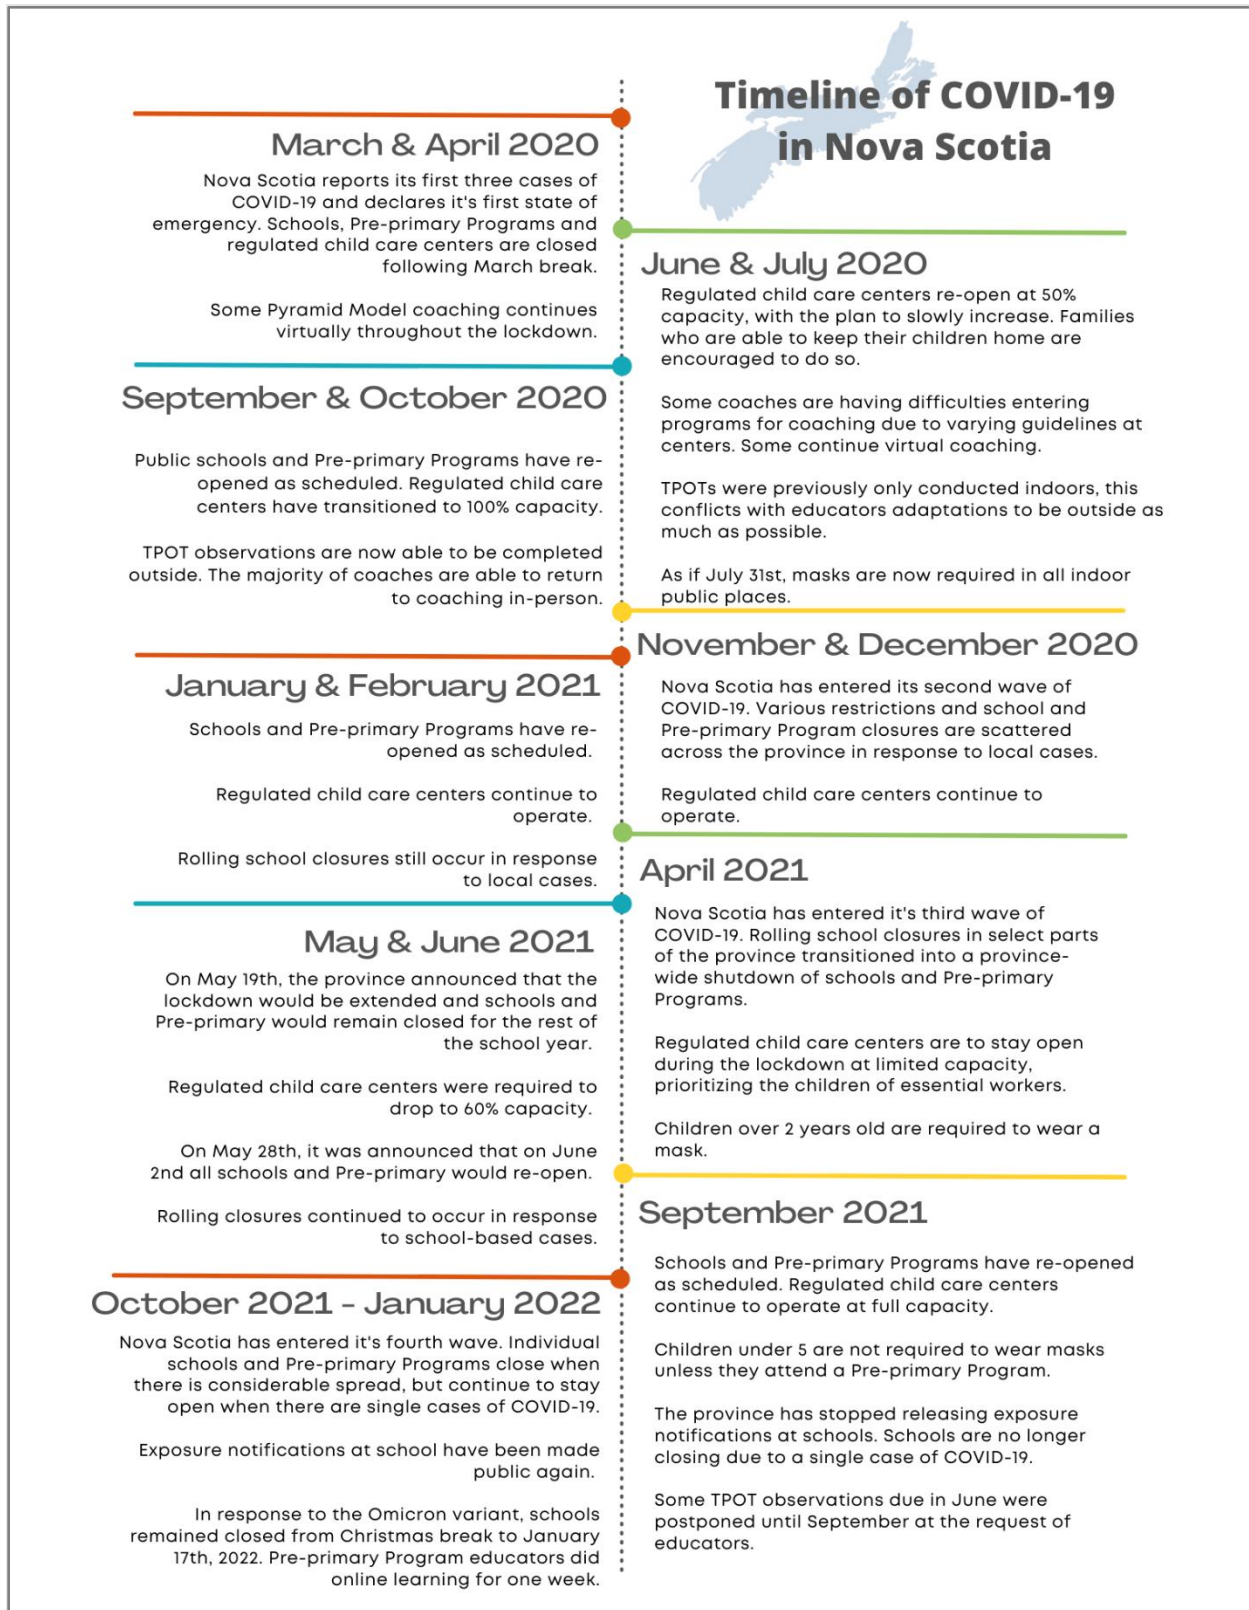 Timeline of COVID-19
in Nova Scotia
March & April 2020
Nova Scotia reports its first three cases of
COVID-19 and declares it's first state of
emergency. Schools, Pre-primary Programs and
regulated child care centers are closed
following March break.
Some Pyramid Model coaching continues
virtually throughout the lockdown.
June & July 2020
Regulated child care centers re-open at 50%
capacity, with the plan to slowly increase. Families
who are able to keep their children home are
encouraged to do so.
Some coaches are having difficulties entering
programs for coaching due to varying guidelines at
centers. Some continue virtual coaching.
TPOTs were previously only conducted indoors, this
conflicts with educators adaptations to be outside as
much as possible.
As if July 31st, masks are now required in all indoor
public places.
September & October 2020
Public schools and Pre-primary Programs have re-
opened as scheduled. Regulated child care
centers have transitioned to 100% capacity.
TPOT observations are now able to be completed
outside. The majority of coaches are able to return
to coaching in-person.
November & December 2020
Nova Scotia has entered its second wave of
COVID-19. Various restrictions and school and
Pre-primary Program closures are scattered
across the province in response to local cases.
Regulated child care centers continue to
operate.
January & February 2021
Schools and Pre-primary Programs have re-
opened as scheduled.
Regulated child care centers continue to
operate.
Rolling school closures still occur in response
to local cases.
April 2021
Nova Scotia has entered it's third wave of
COVID-19. Rolling school closures in select parts
of the province transitioned into a province-
wide shutdown of schools and Pre-primary
Programs.
Regulated child care centers are to stay open
during the lockdown at limited capacity,
prioritizing the children of essential workers.
Children over 2 years old are required to wear a
mask.
May & June 2021
On May 19th, the province announced that the
lockdown would be extended and schools and
Pre-primary would remain closed for the rest of
the school year.
Regulated child care centers were required to
drop to 60% capacity.
On May 28th, it was announced that on June
2nd all schools and Pre-primary would re-open.
Rolling closures continued to occur in response
to school-based cases.
September 2021
Schools and Pre-primary Programs have re-opened
as scheduled. Regulated child care centers
continue to operate at full capacity.
Children under 5 are not required to wear masks
unless they attend a Pre-primary Program.
The province has stopped releasing exposure
notifications at schools. Schools are no longer
closing due to a single case of COVID-19.
Some TPOT observations due in June were
postponed until September at the request of
educators.
October 2021 - January 2022
Nova Scotia has entered it's fourth wave. Individual
schools and Pre-primary Programs close when
there is considerable spread, but continue to stay
open when there are single cases of COVID-19.
Exposure notifications at school have been made
public again.
In response to the Omicron variant, schools
remained closed from Christmas break to January
17th, 2022. Pre-primary Program educators did
online learning for one week.